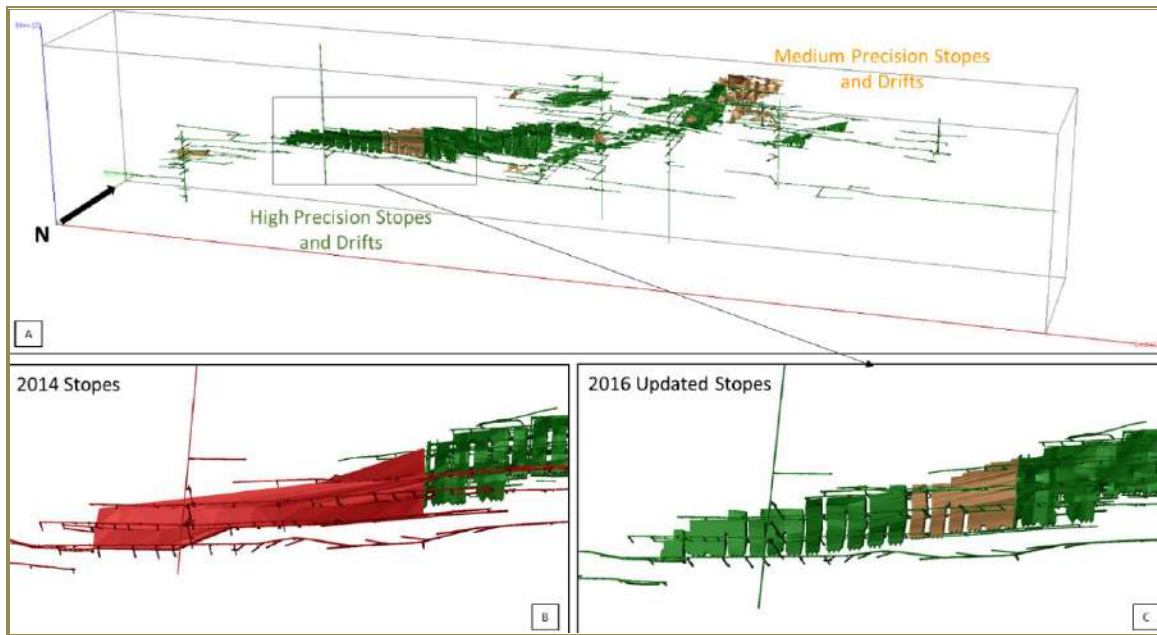 Medium Precision Stopes
and Drifts
High Precision Stopes
and Drifts
N
A
2014 Stopes
B
2016 Updated Stopes
C